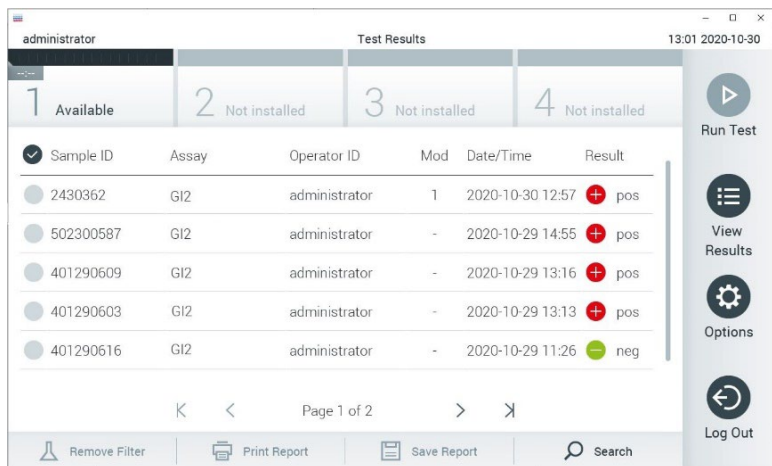 administrator Test Results 13:01 2020-10-30
--:--
1 Available 2 Not installed 3 Not installed 4 Not installed
Run Test
Sample ID Assay Operator ID Mod Date/Time Result
2430362 GI2 administrator 1 2020-10-30 12:57 pos
502300587 GI2 administrator - 2020-10-29 14:55 pos
401290609 GI2 administrator - 2020-10-29 13:16 pos
401290603 GI2 administrator - 2020-10-29 13:13 pos
401290616 GI2 administrator - 2020-10-29 11:26 neg
View
Results
Options
Page 1 of 2
Log Out
Remove Filter Print Report Save Report Search